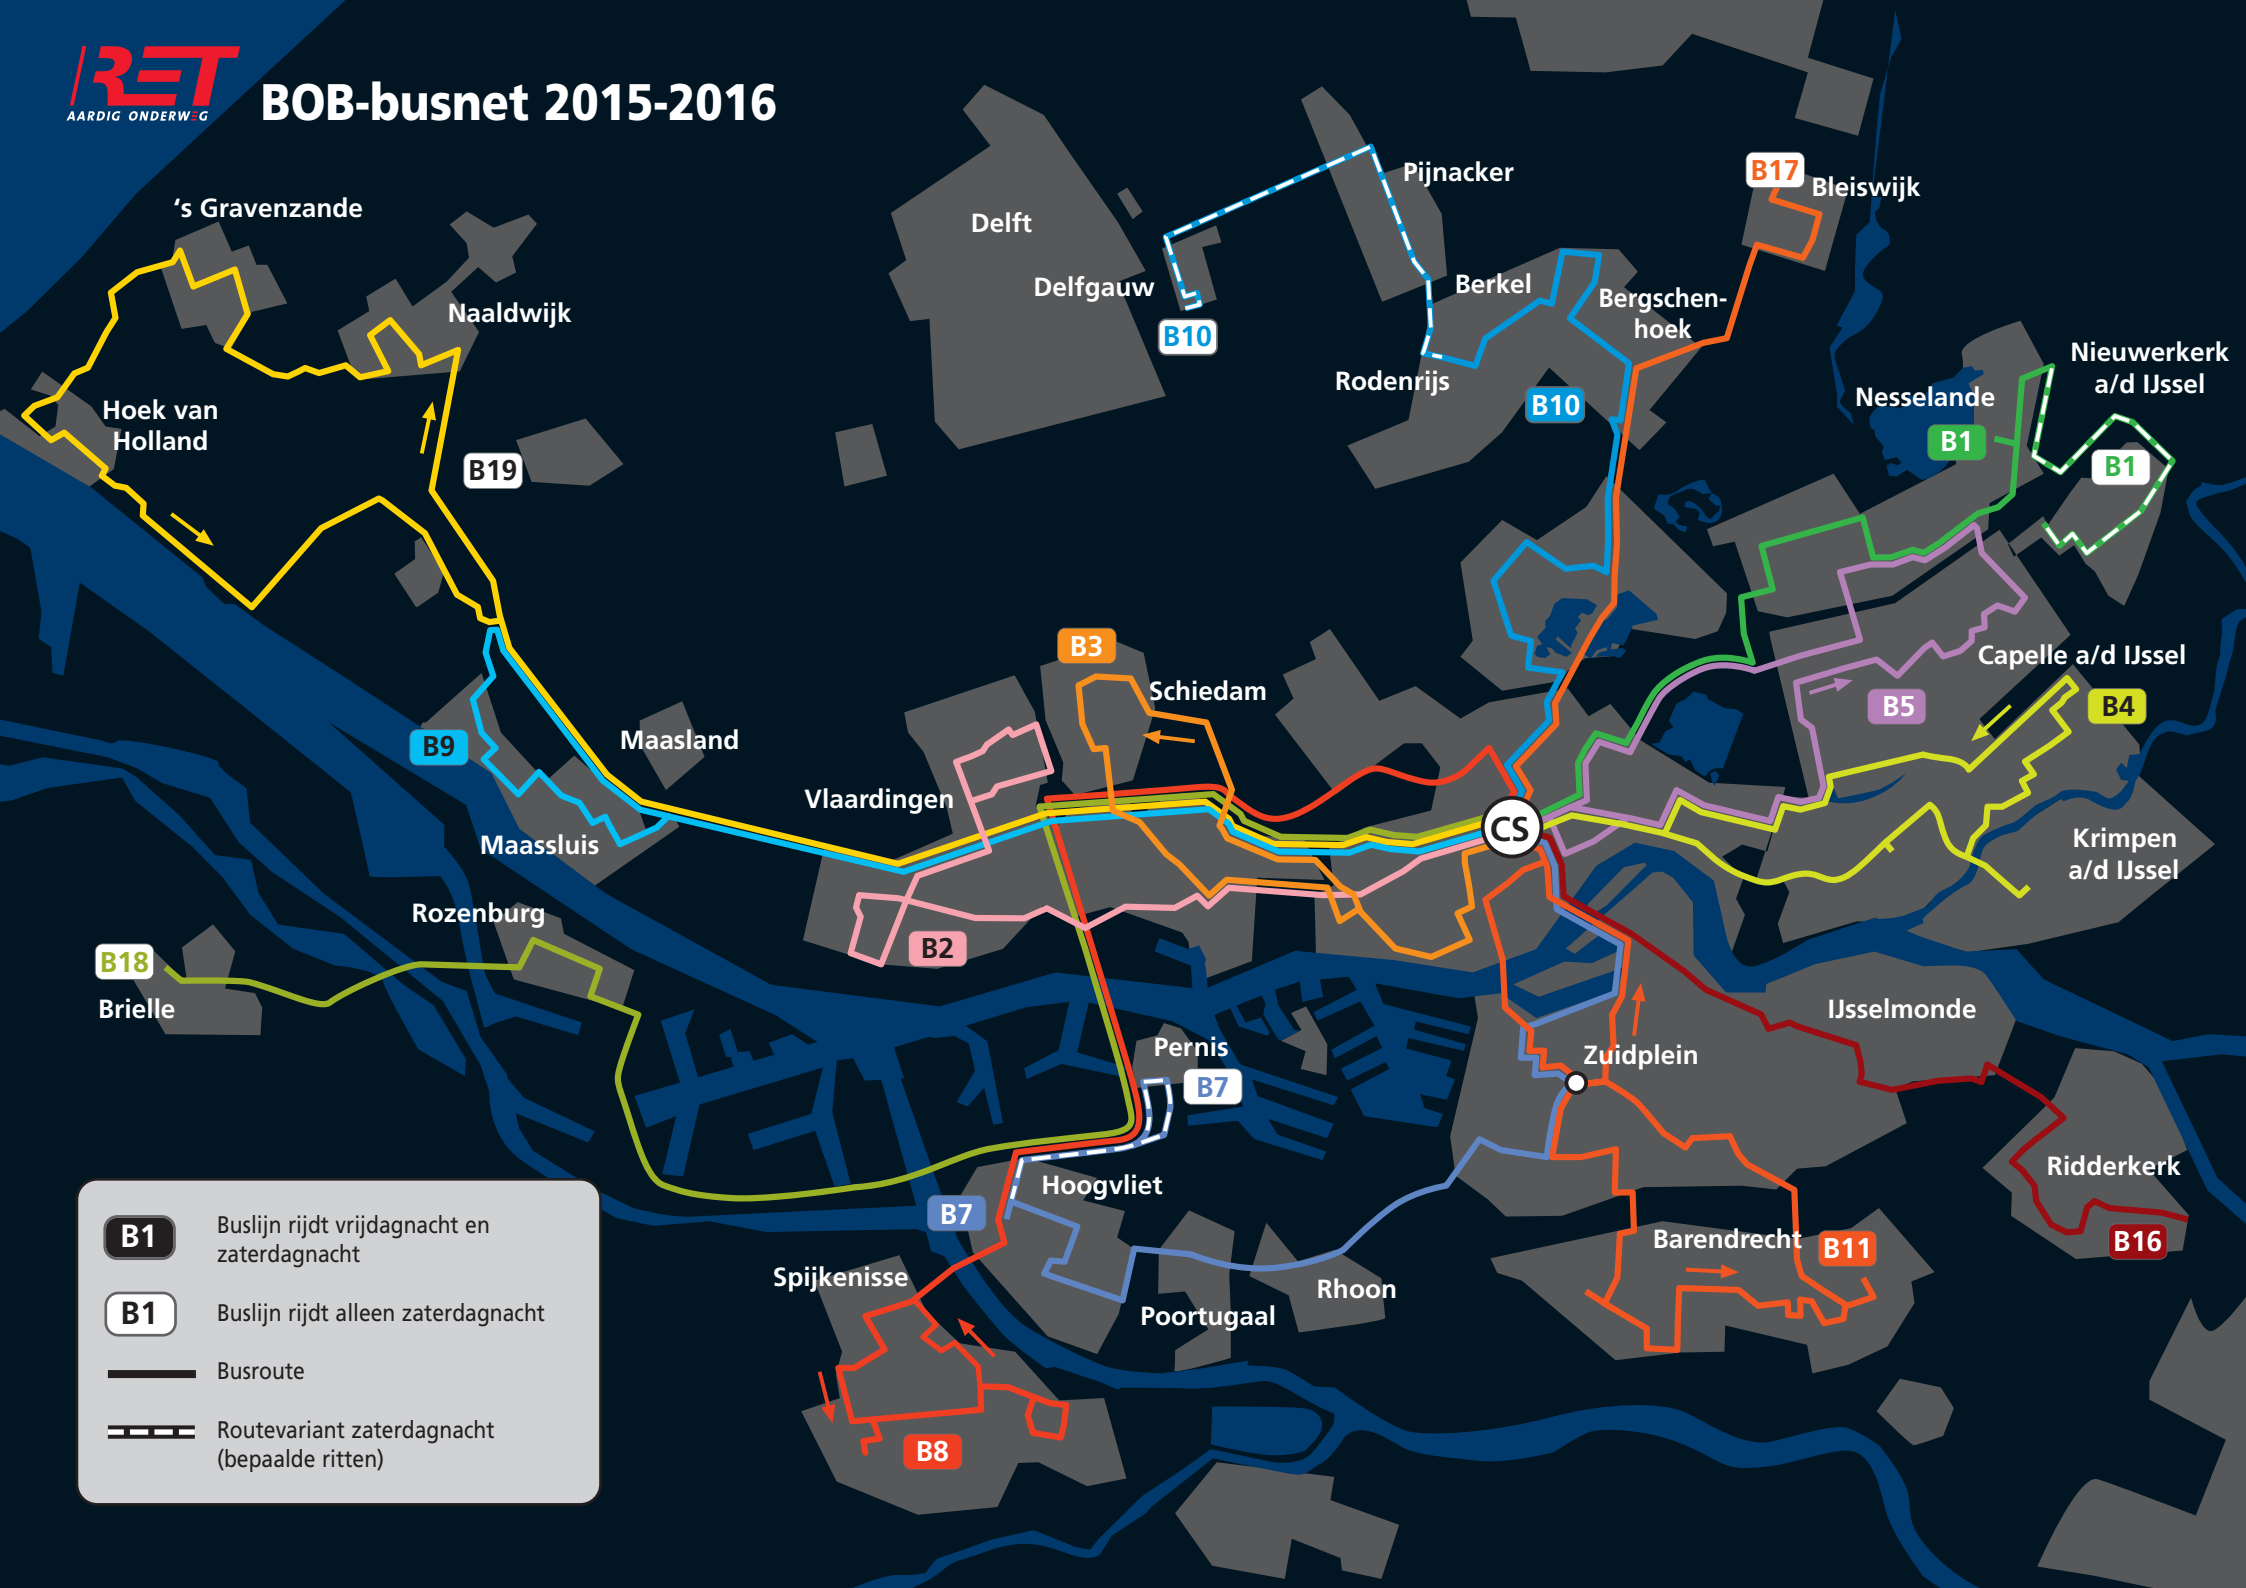 RET
AARDIG ONDERWEG
BOB-busnet 2015-2016
's Gravenzande
Naaldwijk
Hoek van
Holland
B19
Delft
Delfgauw
B10
Pijnacker
Berkel
Rodenrijs
Bergschen-
hoek
B10
B17
Bleiswijk
Nesselande
B1
Nieuwerkerk
a/d IJssel
B1
Capelle a/d IJssel
B5
B4
Krimpen
a/d IJssel
B3
Schiedam
B9
Maasland
Maassluis
Vlaardingen
B2
CS
Rozenburg
B18
Brielle
Pernis
B7
Zuidplein
IJsselmonde
Ridderkerk
B16
Hoogvliet
B7
Spijkenisse
B8
Poortugaal
Rhoon
Barendrecht
B11
B1
Buslijn rijdt vrijdagnacht en
zaterdagnacht
B1
Buslijn rijdt alleen zaterdagnacht
Busroute
Routevariant zaterdagnacht
(bepaalde ritten)